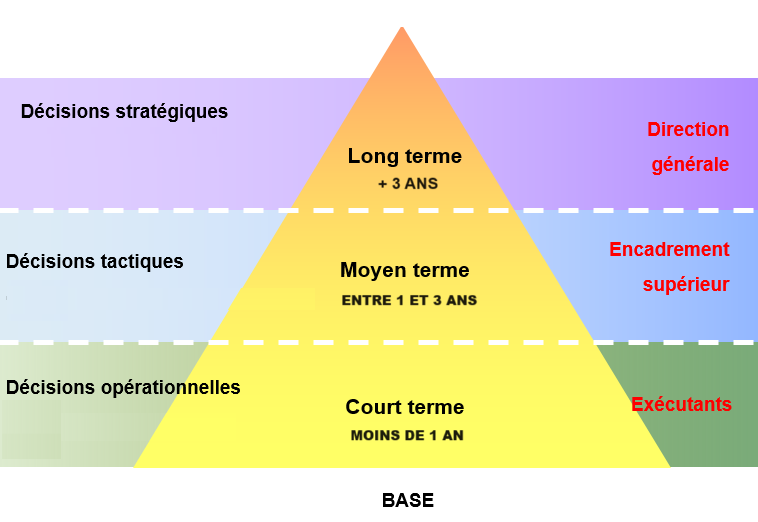 Décisions stratégiques
Direction
générale
Long terme
+ 3 ANS
Décisions tactiques
Encadrement
supérieur
Moyen terme
ENTRE 1 ET 3 ANS
Décisions opérationnelles
Exécutants
Court terme
MOINS DE 1 AN
BASE